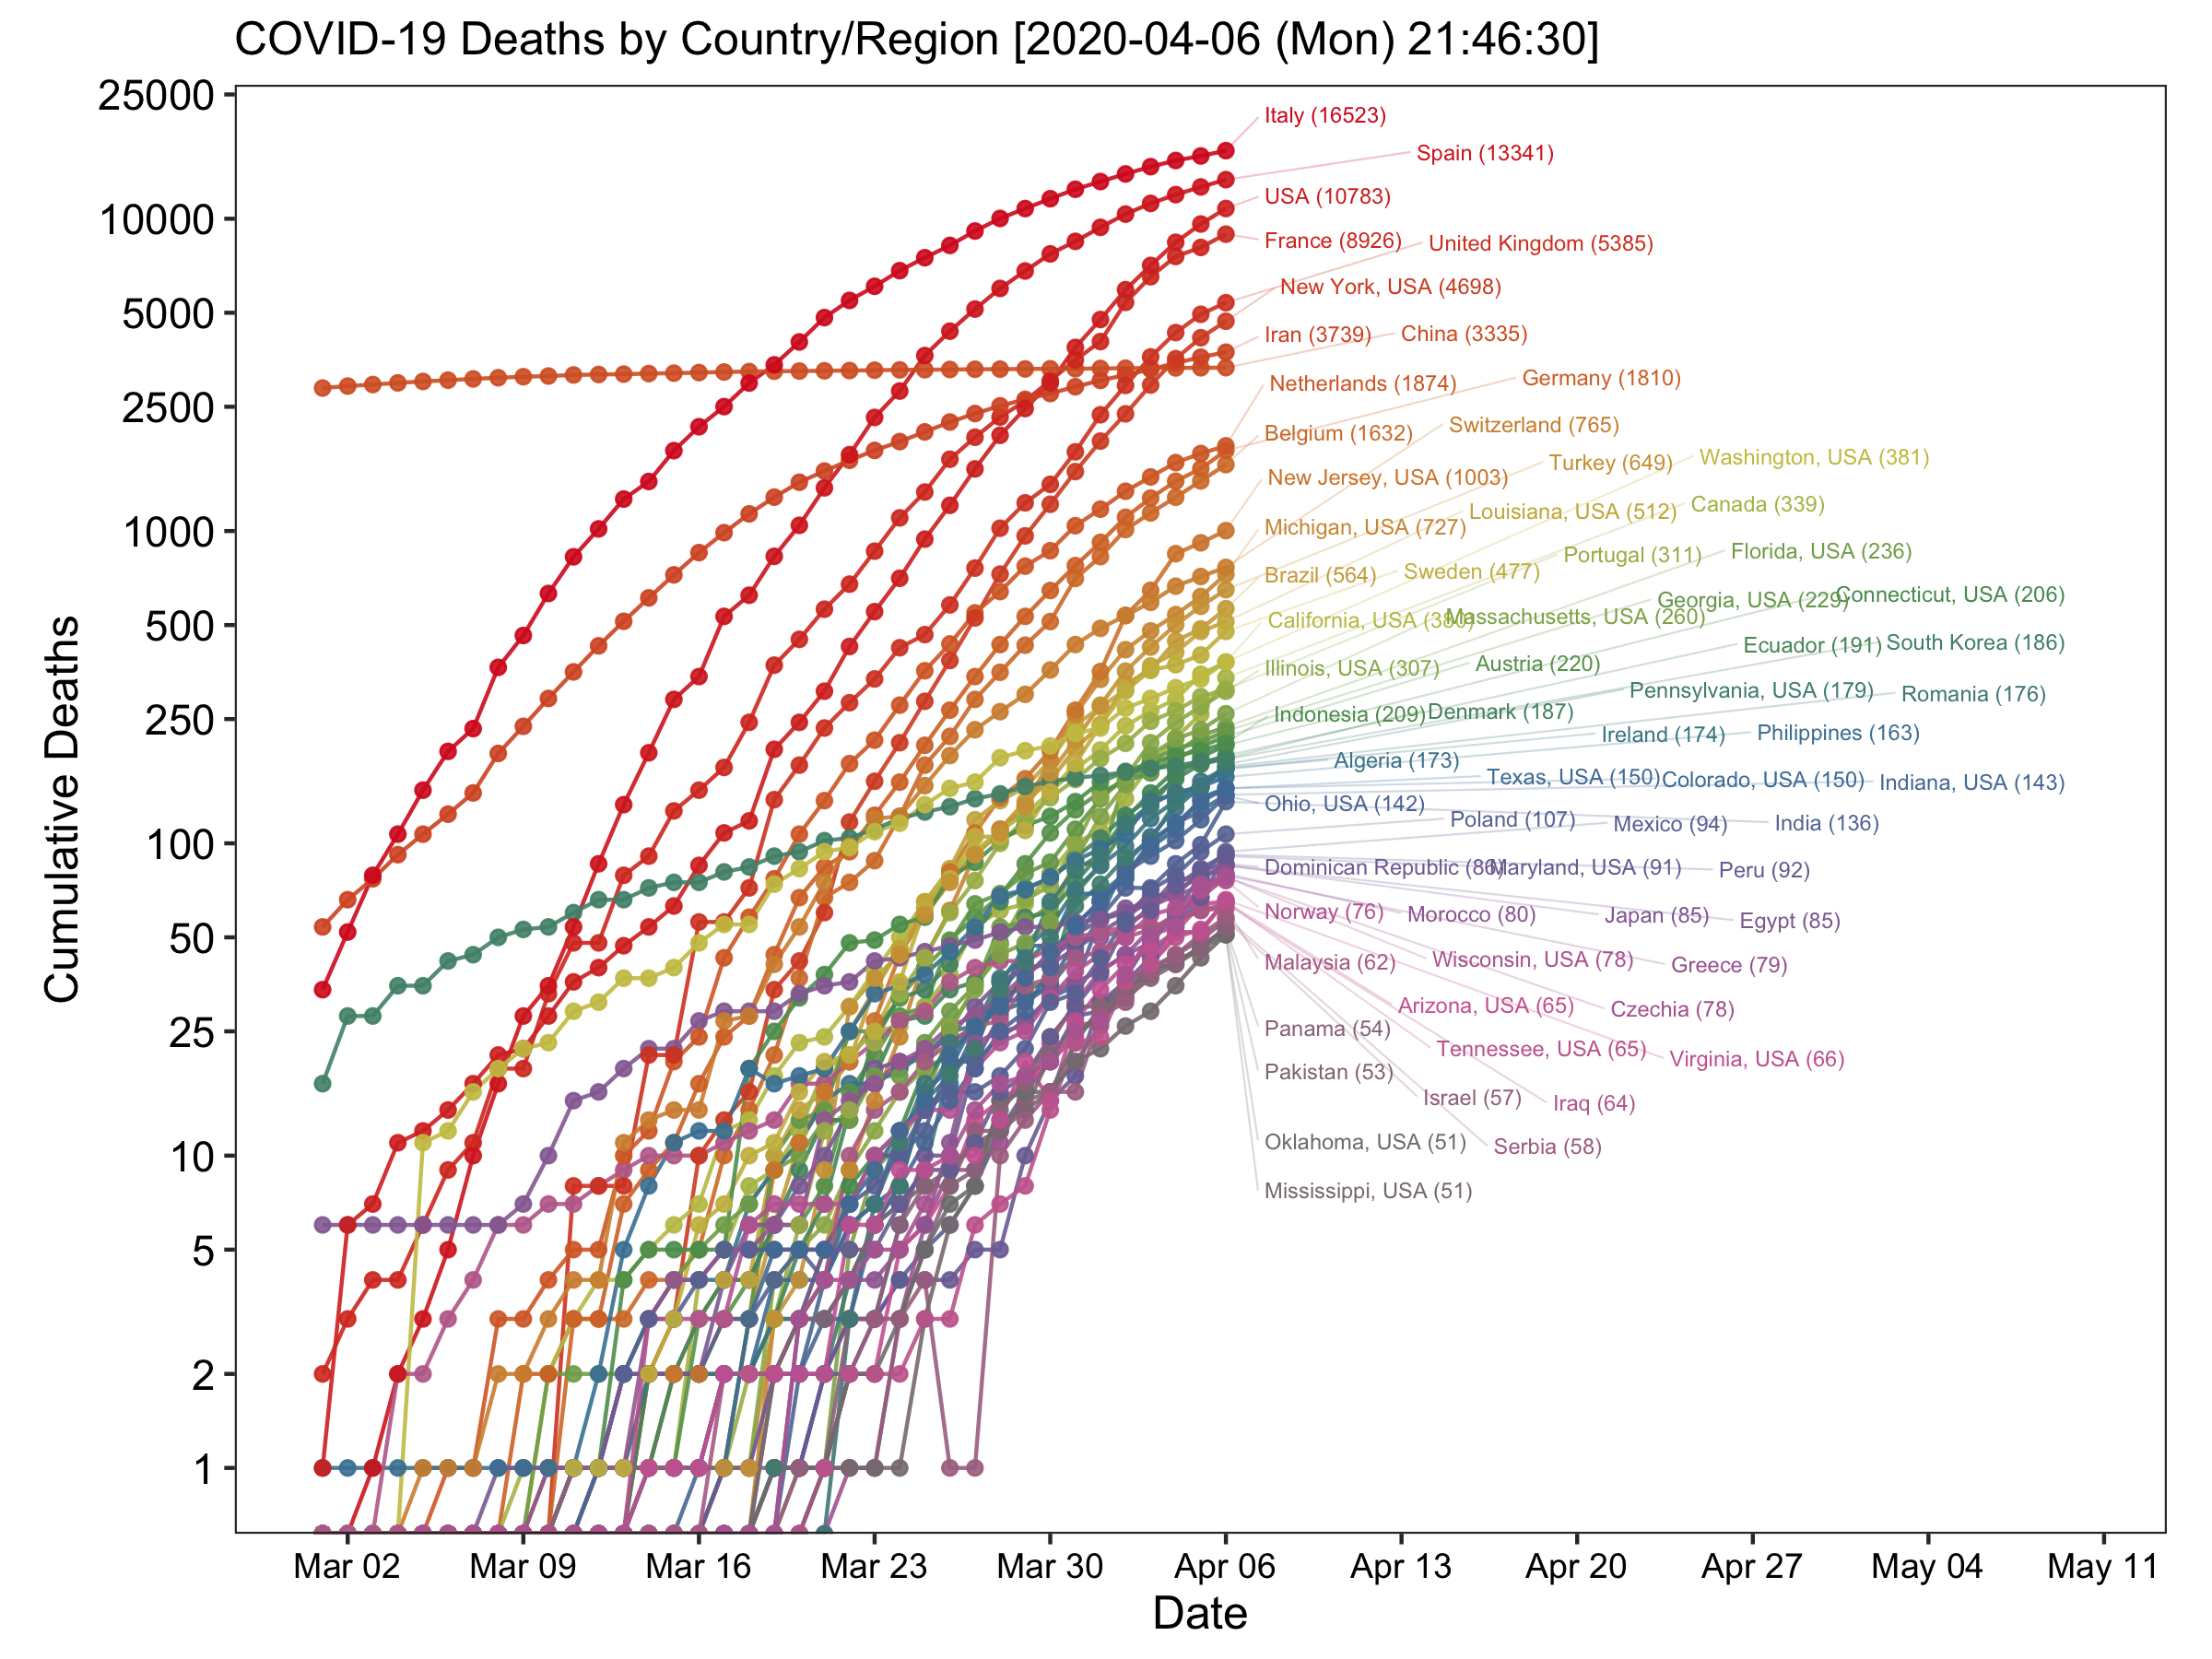 COVID-19 Deaths by Country/Region [2020-04-06 (Mon) 21:46:30]
Cumulative Deaths
25000
10000
5000
2500
1000
500
250
100
50
25
10
5
2
1
Italy (16523)
Spain (13341)
USA (10783)
France (8926)
United Kingdom (5385)
New York, USA (4698)
Iran (3739)
China (3335)
Netherlands (1874)
Germany (1810)
Belgium (1632)
Switzerland (765)
Turkey (649)
Washington, USA (381)
New Jersey, USA (1003)
Louisiana, USA (512)
Canada (339)
Michigan, USA (727)
Portugal (311)
Florida, USA (236)
Brazil (564)
Sweden (477)
Georgia, USA (229)
Connecticut, USA (206)
California, USA (380)
Massachusetts, USA (260)
Ecuador (191)
South Korea (186)
Illinois, USA (307)
Austria (220)
Pennsylvania, USA (179)
Romania (176)
Indonesia (209)
Denmark (187)
Ireland (174)
Philippines (163)
Algeria (173)
Texas, USA (150)
Colorado, USA (150)
Indiana, USA (143)
Ohio, USA (142)
Poland (107)
Mexico (94)
India (136)
Dominican Republic (86)
Maryland, USA (91)
Peru (92)
Norway (76)
Morocco (80)
Japan (85)
Egypt (85)
Malaysia (62)
Wisconsin, USA (78)
Greece (79)
Arizona, USA (65)
Czechia (78)
Panama (54)
Tennessee, USA (65)
Virginia, USA (66)
Pakistan (53)
Israel (57)
Iraq (64)
Oklahoma, USA (51)
Serbia (58)
Mississippi, USA (51)
Mar 02
Mar 09
Mar 16
Mar 23
Mar 30
Apr 06
Apr 13
Apr 20
Apr 27
May 04
May 11
Date